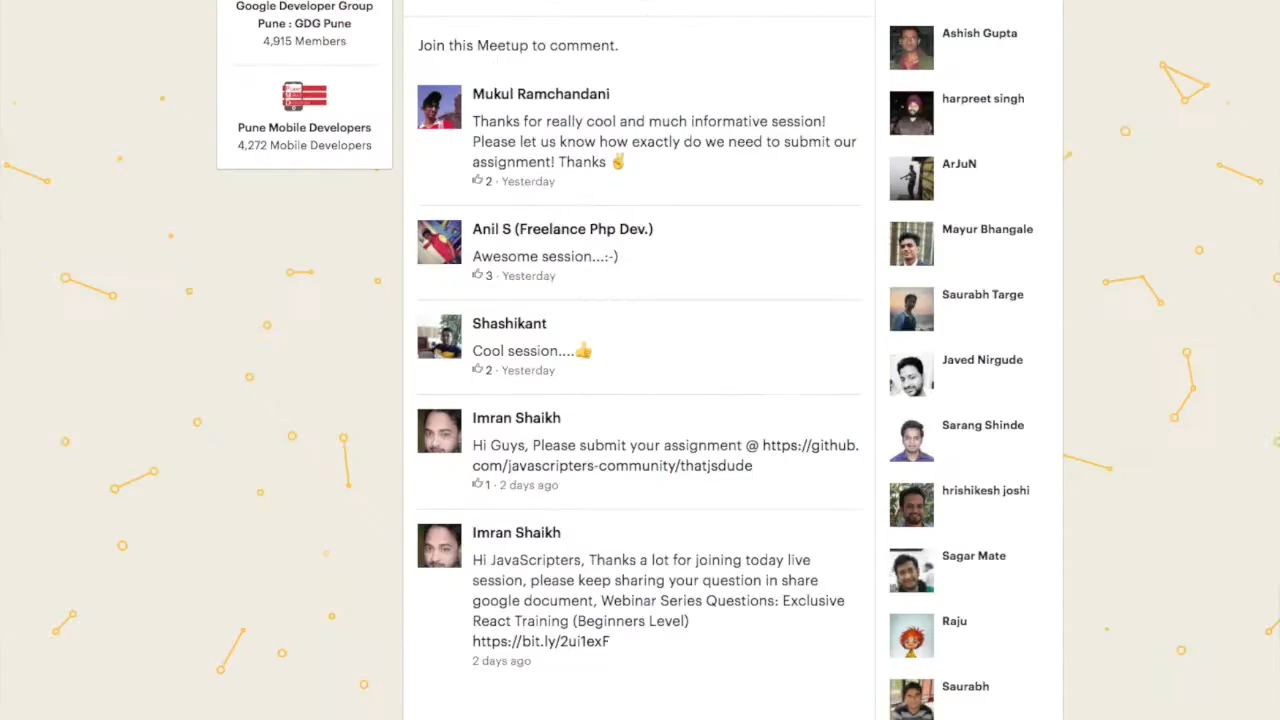 Google Developer Group
Pune : GDG Pune
4,915 Members
Pune Mobile Developers
4,272 Mobile Developers
Join this Meetup to comment.
Mukul Ramchandani
Thanks for really cool and much informative session!
Please let us know how exactly do we need to submit our
assignment! Thanks ✌
2 · Yesterday
Anil S (Freelance Php Dev.)
Awesome session...:-)
3 · Yesterday
Shashikant
Cool session....👍
2 · Yesterday
Imran Shaikh
Hi Guys, Please submit your assignment @ https://github.
com/javascripters-community/thatjsdude
1 · 2 days ago
Imran Shaikh
Hi JavaScripters, Thanks a lot for joining today live
session, please keep sharing your question in share
google document, Webinar Series Questions: Exclusive
React Training (Beginners Level)
https://bit.ly/2ui1exF
2 days ago
Ashish Gupta
harpreet singh
ArJuN
Mayur Bhangale
Saurabh Targe
Javed Nirgude
Sarang Shinde
hrishikesh joshi
Sagar Mate
Raju
Saurabh